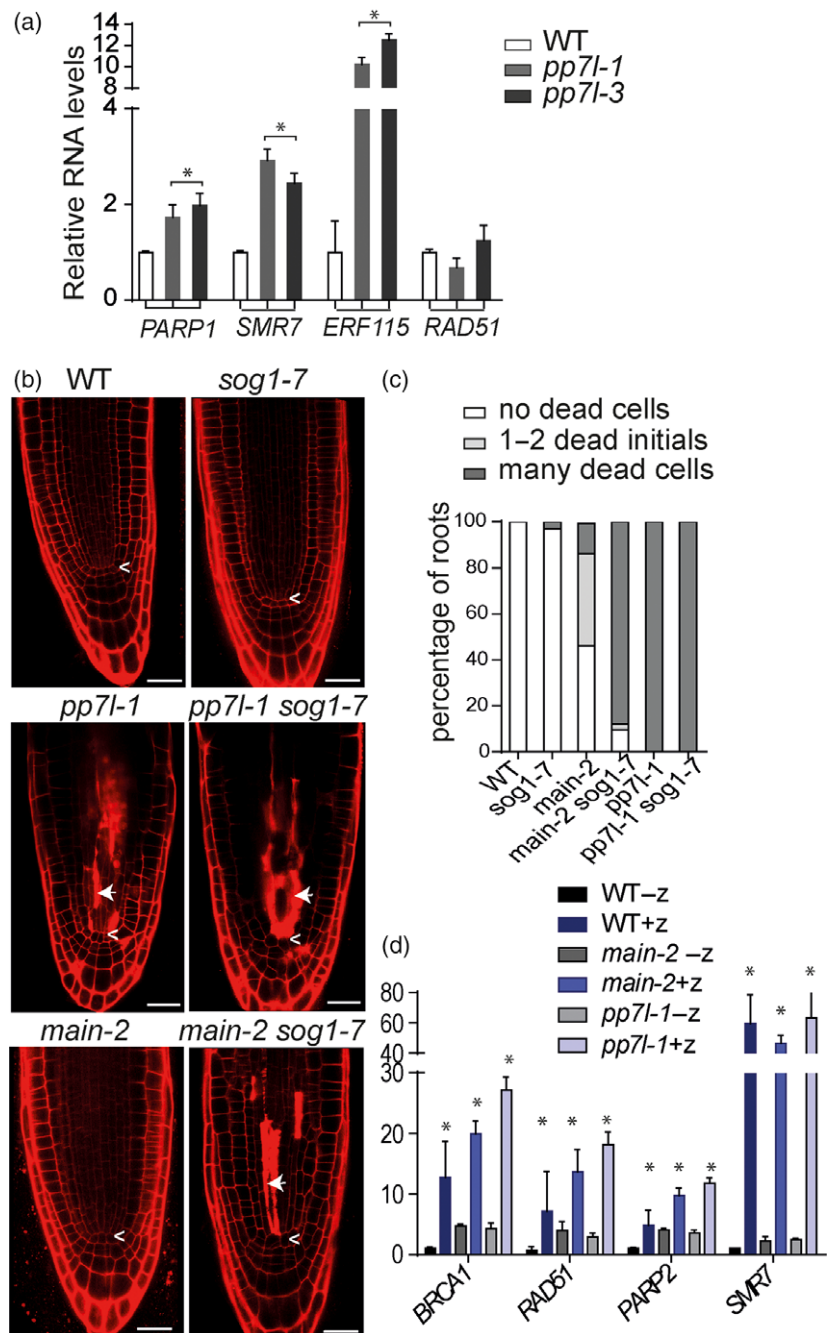 (a)
14
12
10
4
2
0
Relative RNA levels
WT
pp7l-1
pp7l-3
*
*
*
PARP1
SMR7
ERF115
RAD51
(b)
WT
sog1-7
<
<
pp7l-1
pp7l-1 sog1-7
<
<
main-2
main-2 sog1-7
<
<
(c)
no dead cells
1–2 dead initials
many dead cells
100
80
60
40
20
0
percentage of roots
WT
sog1-7
main-2
main-2 sog1-7
pp7l-1
pp7l-1 sog1-7
(d)
WT–z
WT+z
main-2 –z
main-2+z
pp7l-1–z
pp7l-1+z
80
60
40
30
20
10
0
* * *
* * *
* * *
* * *
BRCA1
RAD51
PARP2
SMR7